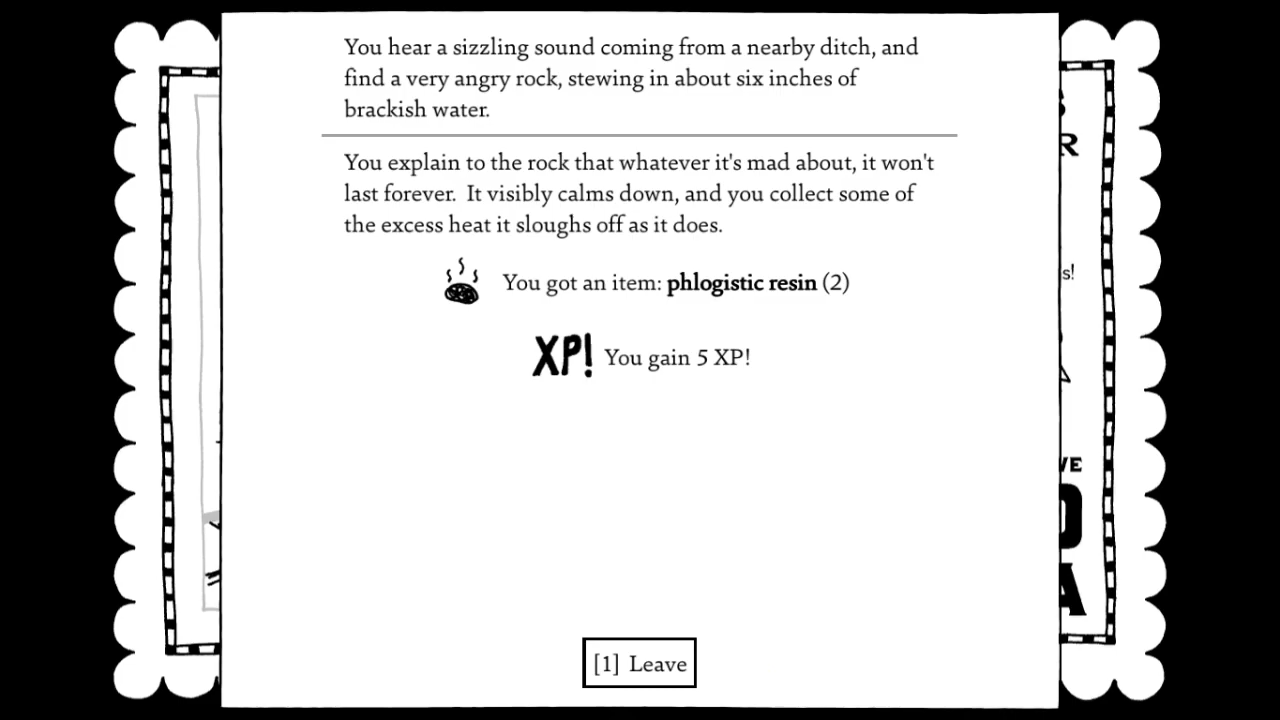 You hear a sizzling sound coming from a nearby ditch, and
find a very angry rock, stewing in about six inches of
brackish water.
You explain to the rock that whatever it's mad about, it won't
last forever.  It visibly calms down, and you collect some of
the excess heat it sloughs off as it does.
You got an item: phlogistic resin (2)
XP! You gain 5 XP!
[1] Leave